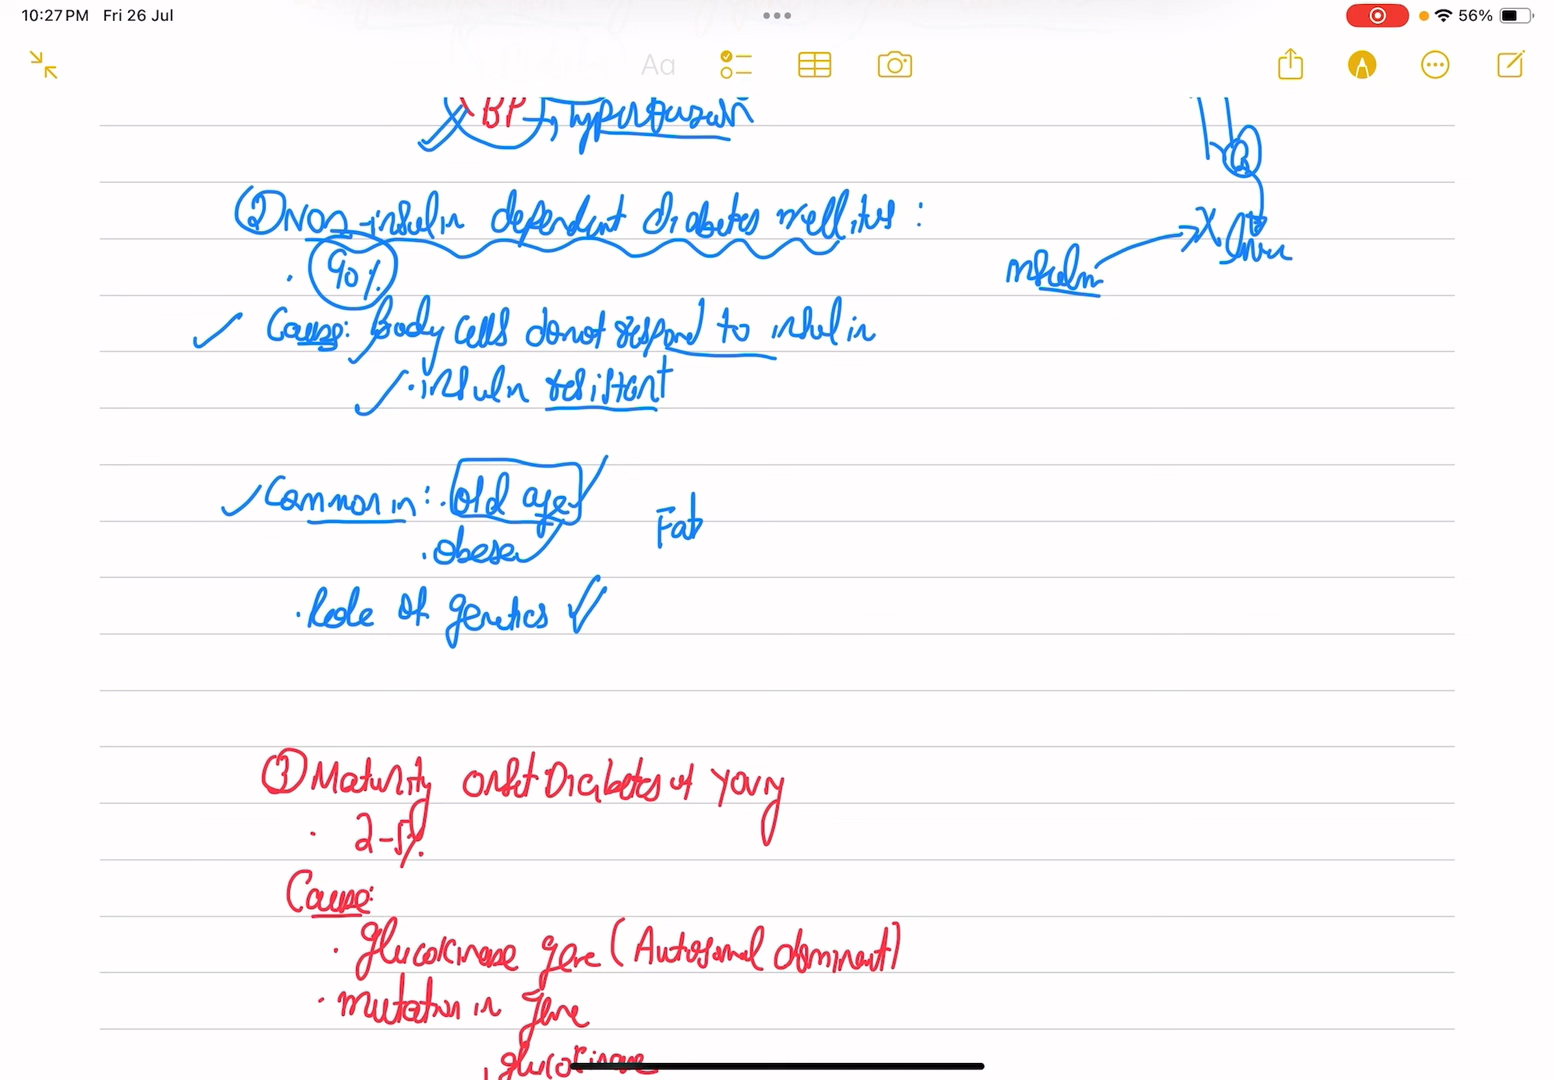 10:27 PM Fri 26 Jul
56%
Aa
BP → Hypertension
② Non-insulin dependent diabetes mellitus :
. 90%
insulin
X liver
Cause: Body cells donot respond to insulin
. insulin resistant
Common in : . old age
Fat
. obese
. Role of genetics
③ Maturity onset Diabetes of young
. 2-5%.
Cause:
. glucokinase gene (Autosomal dominant)
. mutation in gene
glucokinase